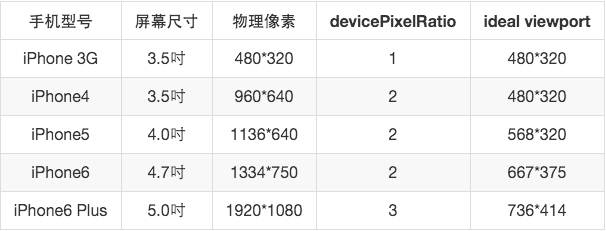 手机型号 屏幕尺寸 物理像素 devicePixelRatio ideal viewport
iPhone 3G 3.5吋 480*320 1 480*320
iPhone4 3.5吋 960*640 2 480*320
iPhone5 4.0吋 1136*640 2 568*320
iPhone6 4.7吋 1334*750 2 667*375
iPhone6 Plus 5.0吋 1920*1080 3 736*414